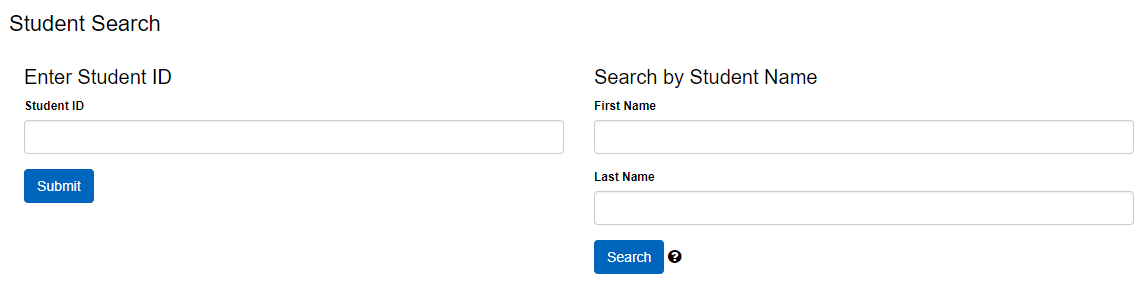 Student Search
Enter Student ID
Student ID
Submit
Search by Student Name
First Name
Last Name
Search ?